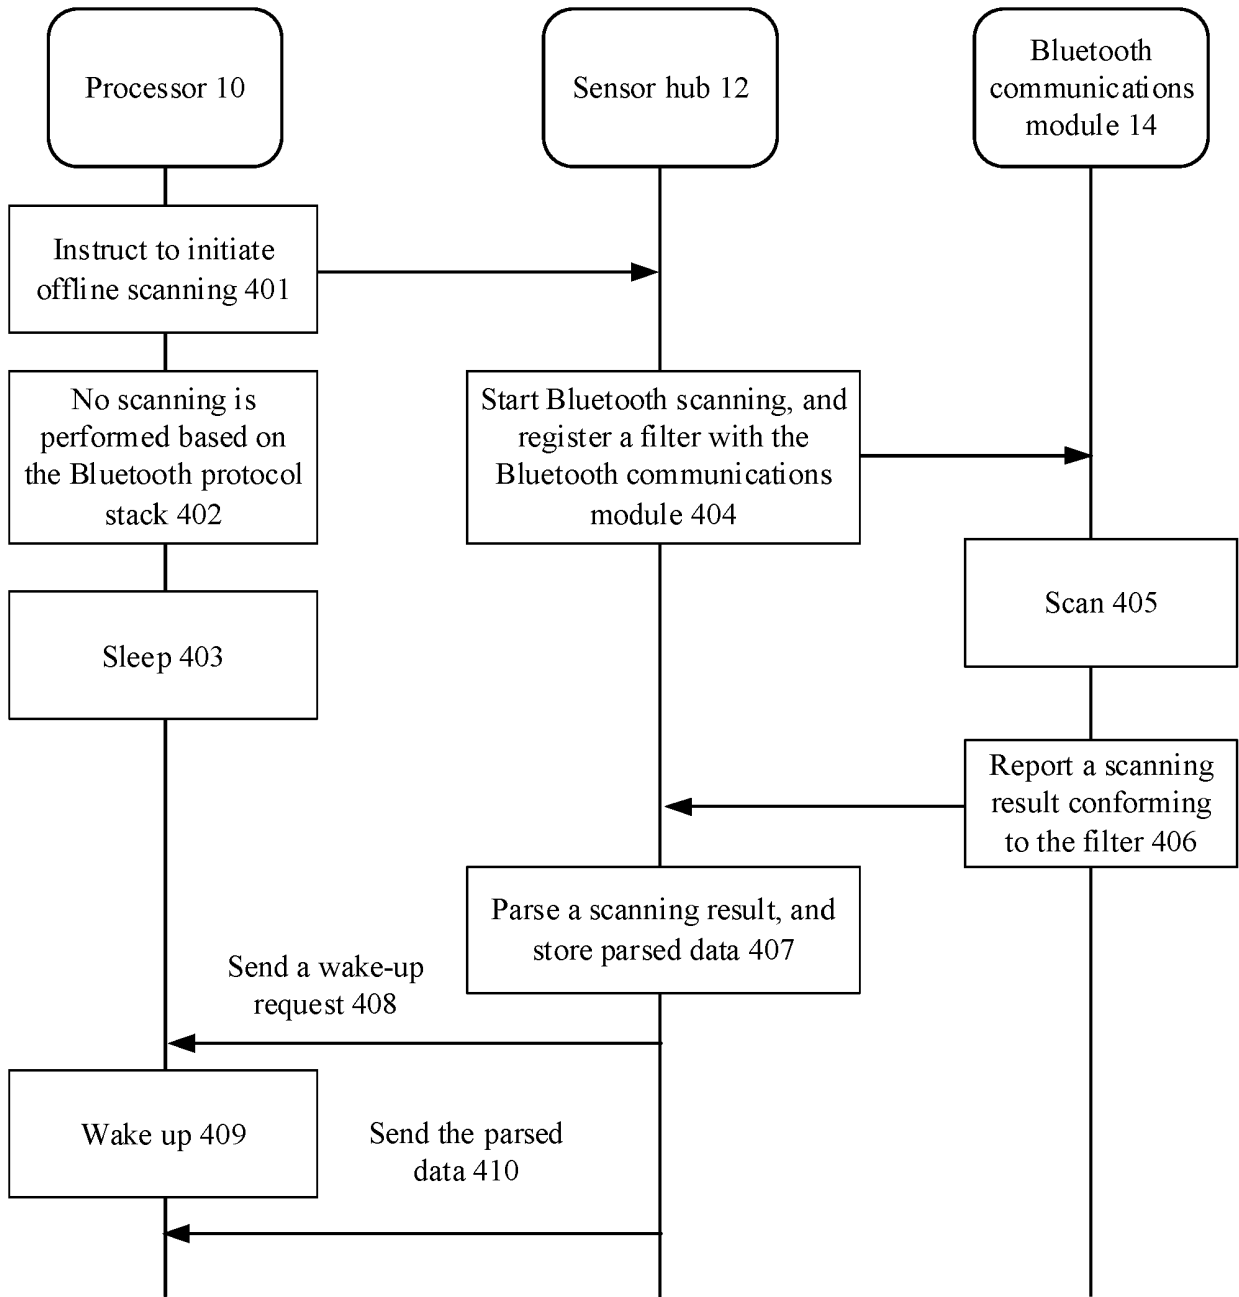 Processor 10
Sensor hub 12
Bluetooth
communications
module 14
Instruct to initiate
offline scanning 401
No scanning is
performed based on
the Bluetooth protocol
stack 402
Start Bluetooth scanning, and
register a filter with the
Bluetooth communications
module 404
Scan 405
Sleep 403
Report a scanning
result conforming
to the filter 406
Parse a scanning result, and
store parsed data 407
Send a wake-up
request 408
Wake up 409
Send the parsed
data 410